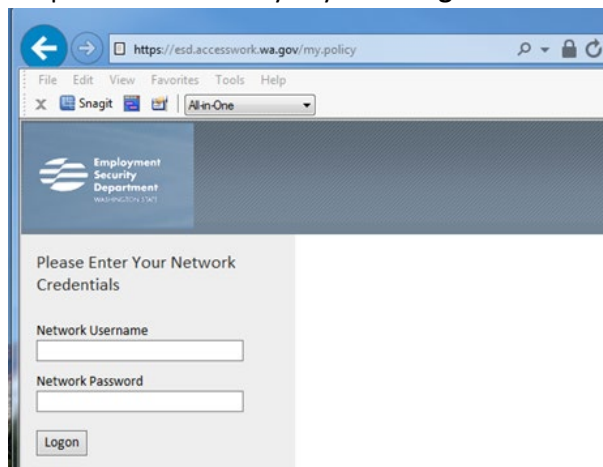 https://esd.accesswork.wa.gov/my.policy
File Edit View Favorites Tools Help
X Snagit All-in-One
Employment
Security
Department
WASHINGTON STATE
Please Enter Your Network
Credentials
Network Username
Network Password
Logon